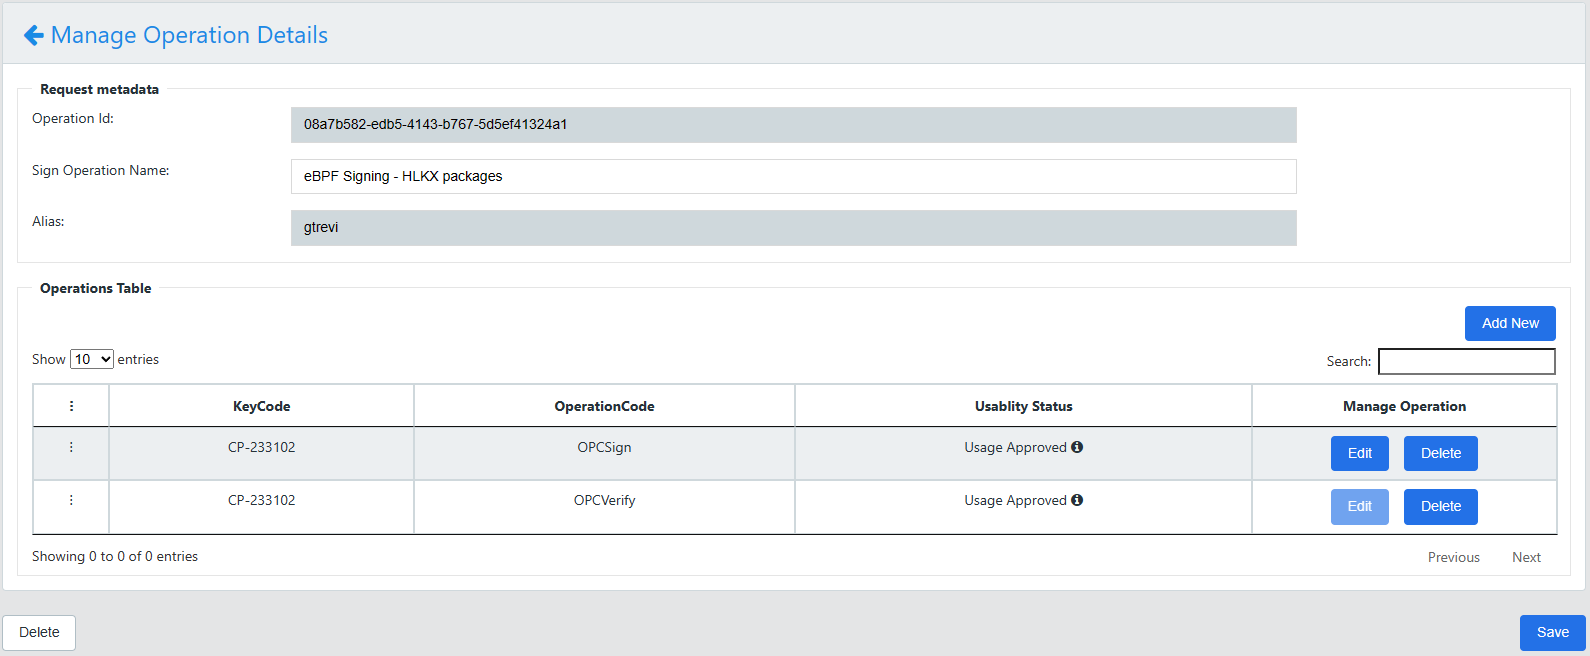 Manage Operation Details
Request metadata
Operation Id: 08a7b582-edb5-4143-b767-5d5ef41324a1
Sign Operation Name: eBPF Signing - HLKX packages
Alias: gtrevi
Operations Table
Add New
Show 10 entries Search:
KeyCode OperationCode Usablity Status Manage Operation
CP-233102 OPCSign Usage Approved Edit Delete
CP-233102 OPCVerify Usage Approved Edit Delete
Showing 0 to 0 of 0 entries Previous Next
Delete Save